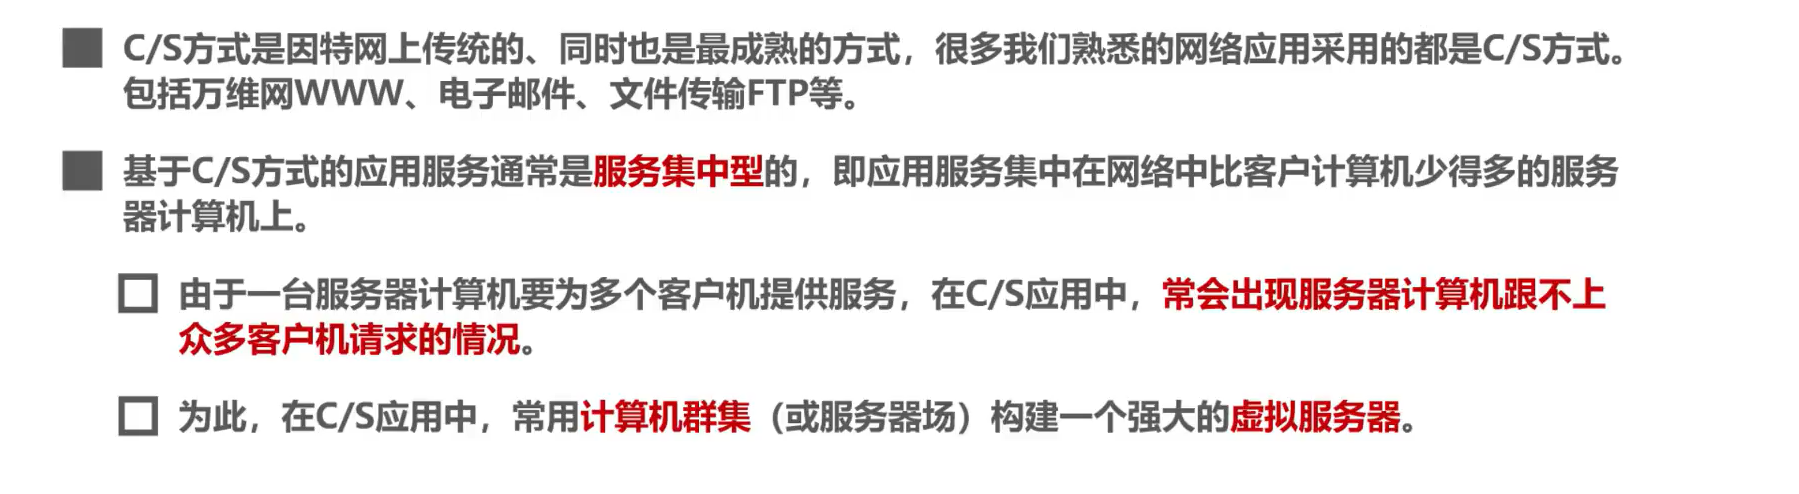 C/S方式是因特网上传统的、同时也是最成熟的方式，很多我们熟悉的网络应用采用的都是C/S方式。
包括万维网WWW、电子邮件、文件传输FTP等。
基于C/S方式的应用服务通常是服务集中型的，即应用服务集中在网络中比客户计算机少得多的服务
器计算机上。
由于一台服务器计算机要为多个客户机提供服务，在C/S应用中，常会出现服务器计算机跟不上
众多客户机请求的情况。
为此，在C/S应用中，常用计算机群集（或服务器场）构建一个强大的虚拟服务器。